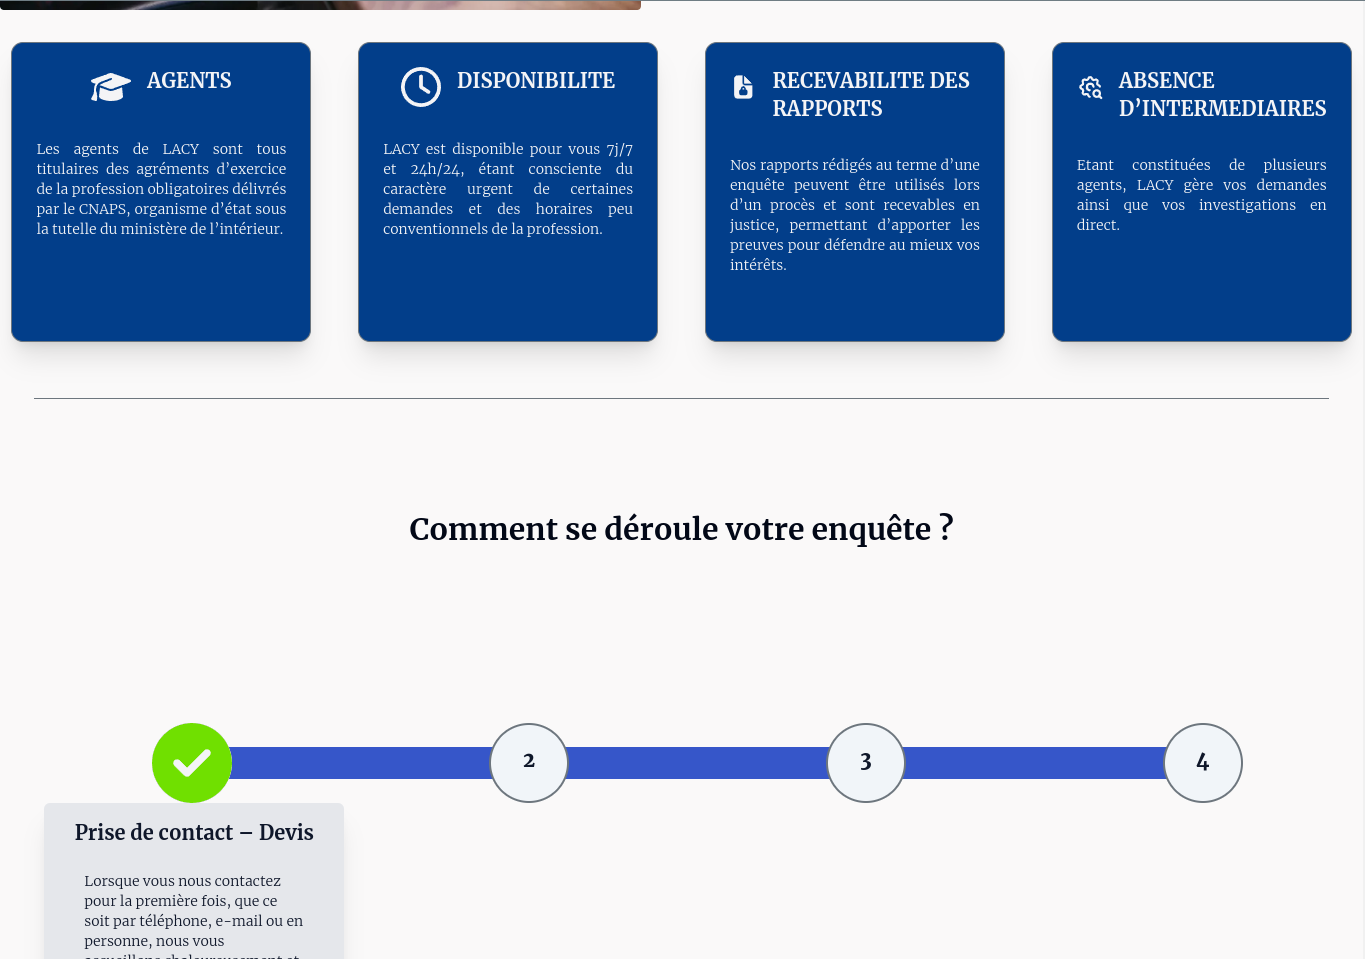 AGENTS
Les agents de LACY sont tous
titulaires des agréments d’exercice
de la profession obligatoires délivrés
par le CNAPS, organisme d’état sous
la tutelle du ministère de l’intérieur.
DISPONIBILITE
LACY est disponible pour vous 7j/7
et 24h/24, étant consciente du
caractère urgent de certaines
demandes et des horaires peu
conventionnels de la profession.
RECEVABILITE DES
RAPPORTS
Nos rapports rédigés au terme d’une
enquête peuvent être utilisés lors
d’un procès et sont recevables en
justice, permettant d’apporter les
preuves pour défendre au mieux vos
intérêts.
ABSENCE
D’INTERMEDIAIRES
Etant constituées de plusieurs
agents, LACY gère vos demandes
ainsi que vos investigations en
direct.
Comment se déroule votre enquête ?
2
3
4
Prise de contact – Devis
Lorsque vous nous contactez
pour la première fois, que ce
soit par téléphone, e-mail ou en
personne, nous vous